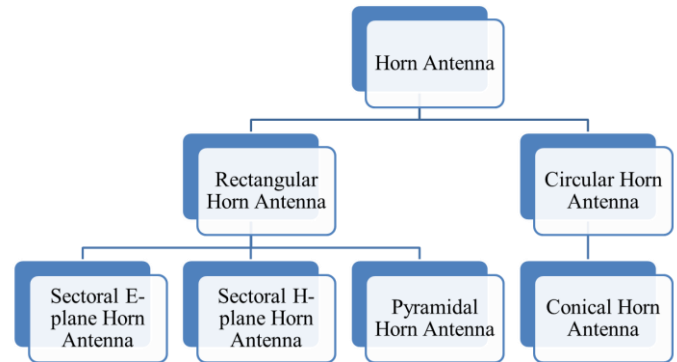 Horn Antenna
Rectangular
Horn Antenna
Circular Horn
Antenna
Sectoral E-
plane Horn
Antenna
Sectoral H-
plane Horn
Antenna
Pyramidal
Horn Antenna
Conical Horn
Antenna